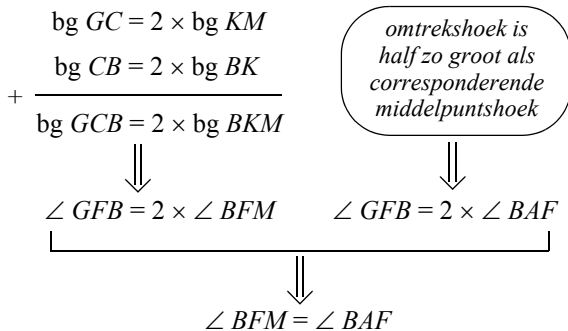 bg GC = 2 × bg KM
bg CB = 2 × bg BK
+
bg GCB = 2 × bg BKM
omtrekshoek is
half zo groot als
corresponderende
middelpuntshoek
∠ GFB = 2 × ∠ BFM
∠ GFB = 2 × ∠ BAF
∠ BFM = ∠ BAF